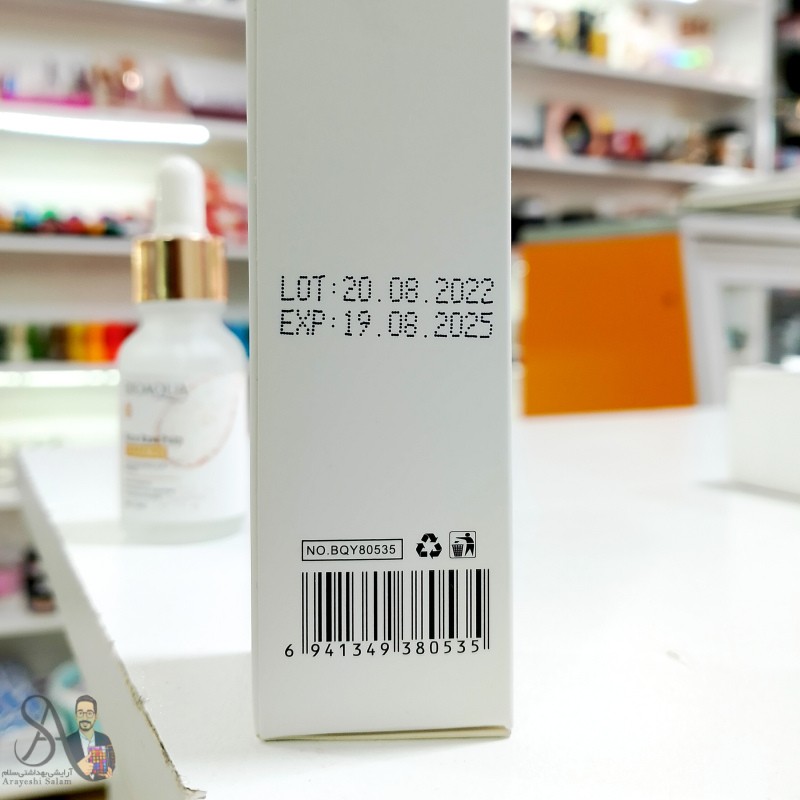 LOT:20.08.2022
EXP:19.08.2025
BIOAQUA
NO.BQY80535
6 941349 380535
آرایشی بهداشتی سلام
Arayeshi Salam